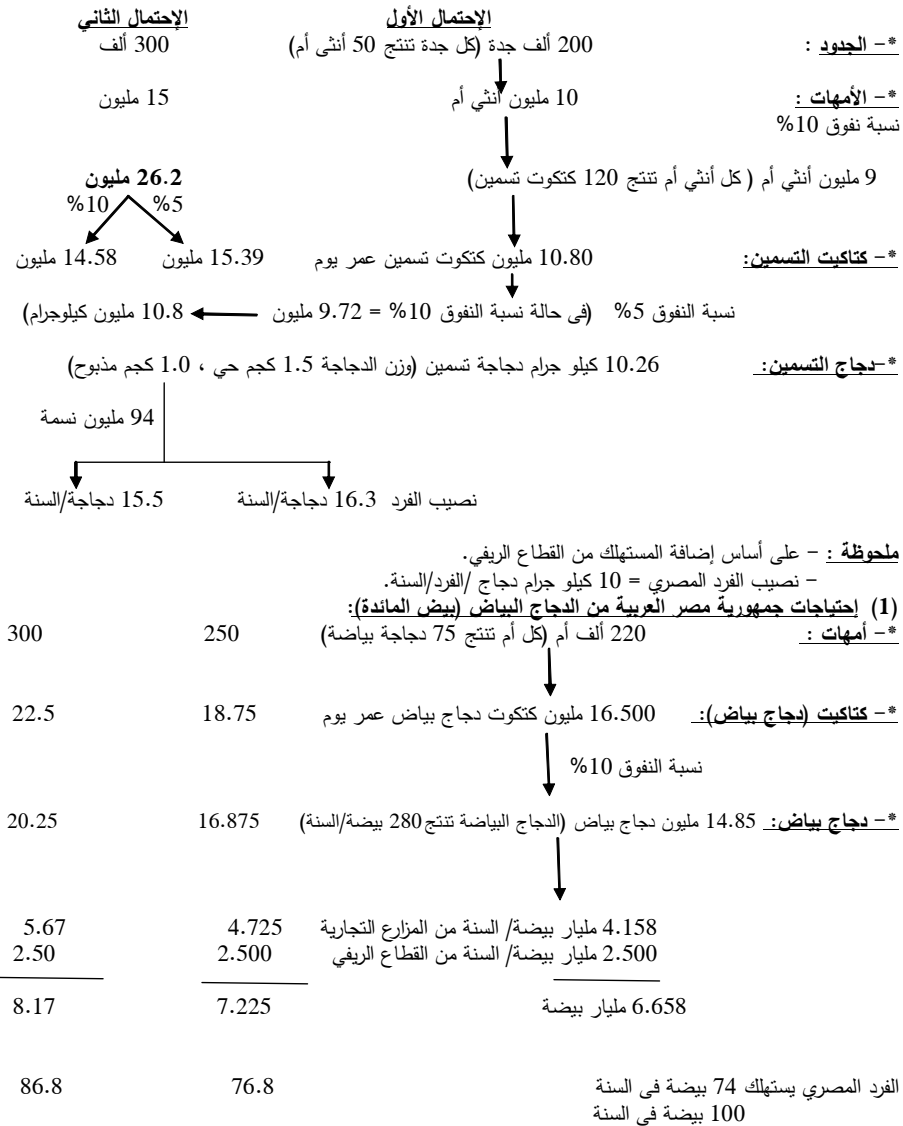 الإحتمال الأول الإحتمال الثاني
*- الجدود : 200 ألف جدة (كل جدة تنتج 50 أنثى أم) 300 ألف
*- الأمهات : 10 مليون أنثي أم 15 مليون
نسبة نفوق 10%
9 مليون أنثي أم ( كل أنثي أم تنتج 120 كتكوت تسمين) 26.2 مليون
5% 10%
*- كتاكيت التسمين: 10.80 مليون كتكوت تسمين عمر يوم 15.39 مليون 14.58 مليون
نسبة النفوق 5% (فى حالة نسبة النفوق 10% = 9.72 مليون 10.8 مليون كيلوجرام)
*-دجاج التسمين: 10.26 كيلو جرام دجاجة تسمين (وزن الدجاجة 1.5 كجم حي ، 1.0 كجم مذبوح)
94 مليون نسمة
نصيب الفرد 16.3 دجاجة/السنة 15.5 دجاجة/السنة
ملحوظة : - على أساس إضافة المستهلك من القطاع الريفي.
- نصيب الفرد المصري = 10 كيلو جرام دجاج /الفرد/السنة.
(1) إحتياجات جمهورية مصر العربية من الدجاج البياض (بيض المائدة):
*- أمهات : 220 ألف أم (كل أم تنتج 75 دجاجة بياضة) 250 300
*- كتاكيت (دجاج بياض): 16.500 مليون كتكوت دجاج بياض عمر يوم 18.75 22.5
نسبة النفوق 10%
*- دجاج بياض: 14.85 مليون دجاج بياض (الدجاج البياضة تنتج280 بيضة/السنة) 16.875 20.25
4.158 مليار بيضة/ السنة من المزارع التجارية 4.725 5.67
2.500 مليار بيضة/ السنة من القطاع الريفي 2.500 2.50
6.658 مليار بيضة 7.225 8.17
الفرد المصري يستهلك 74 بيضة فى السنة 76.8 86.8
100 بيضة في السنة